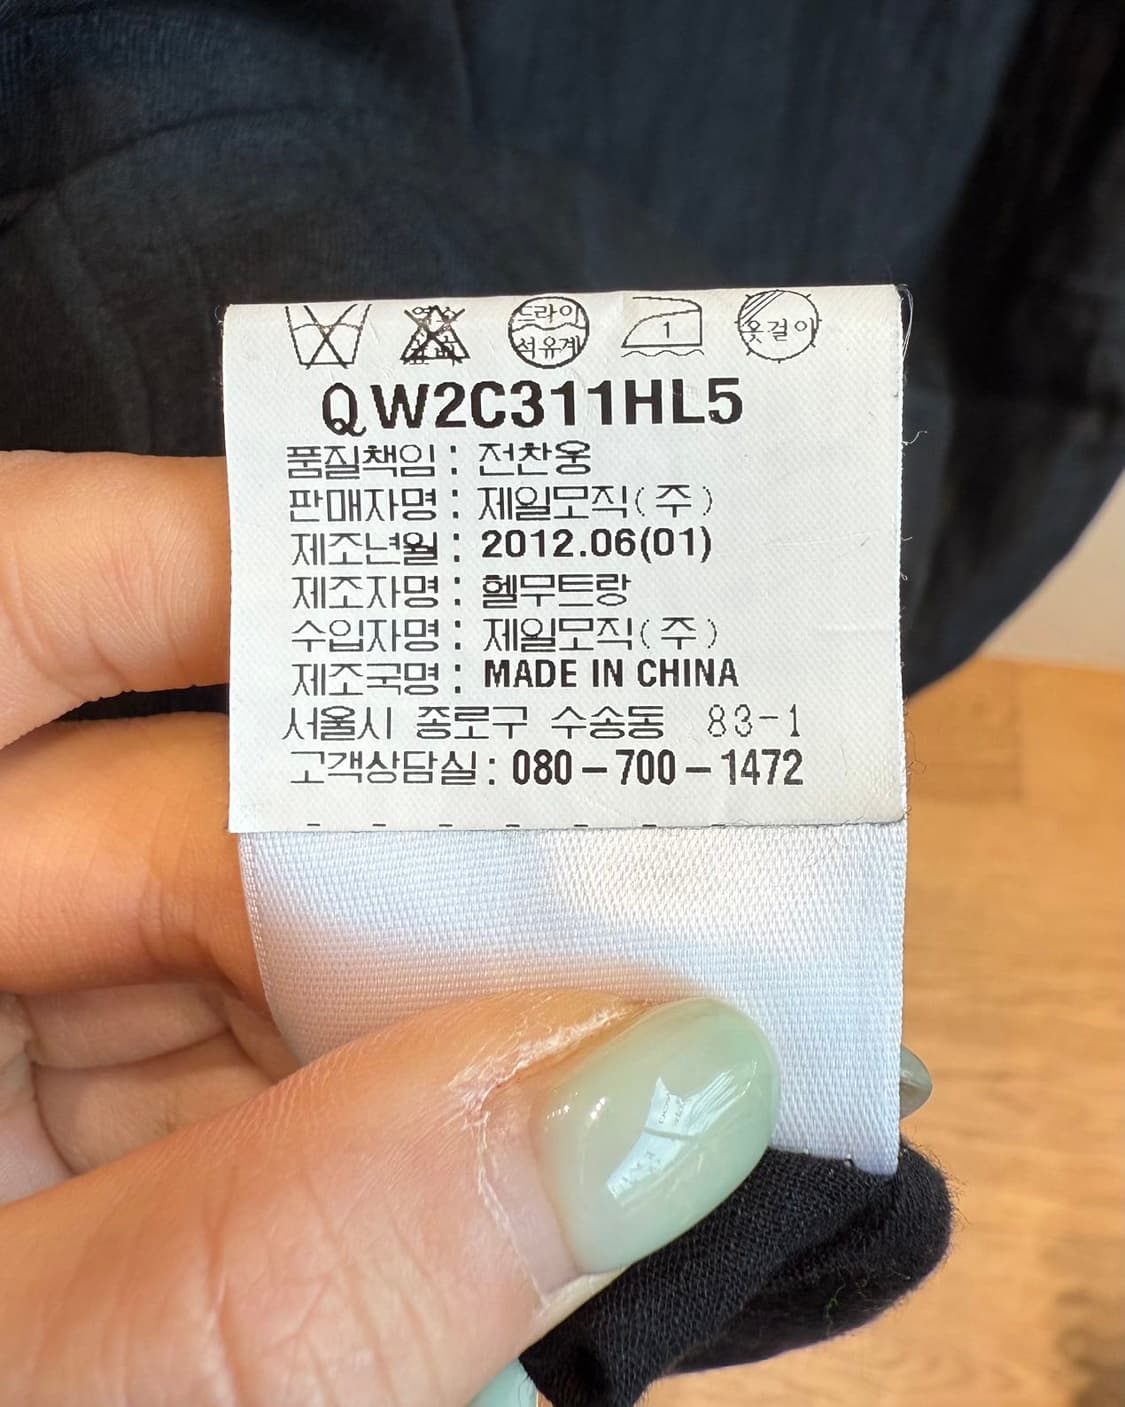 드라이
석유계
1
옷걸이
QW2C311HL5
품질책임 : 전찬웅
판매자명 : 제일모직(주)
제조년월 : 2012.06(01)
제조자명 : 헬무트랑
수입자명 : 제일모직(주)
제조국명 : MADE IN CHINA
서울시 종로구 수송동 83-1
고객상담실 : 080-700-1472